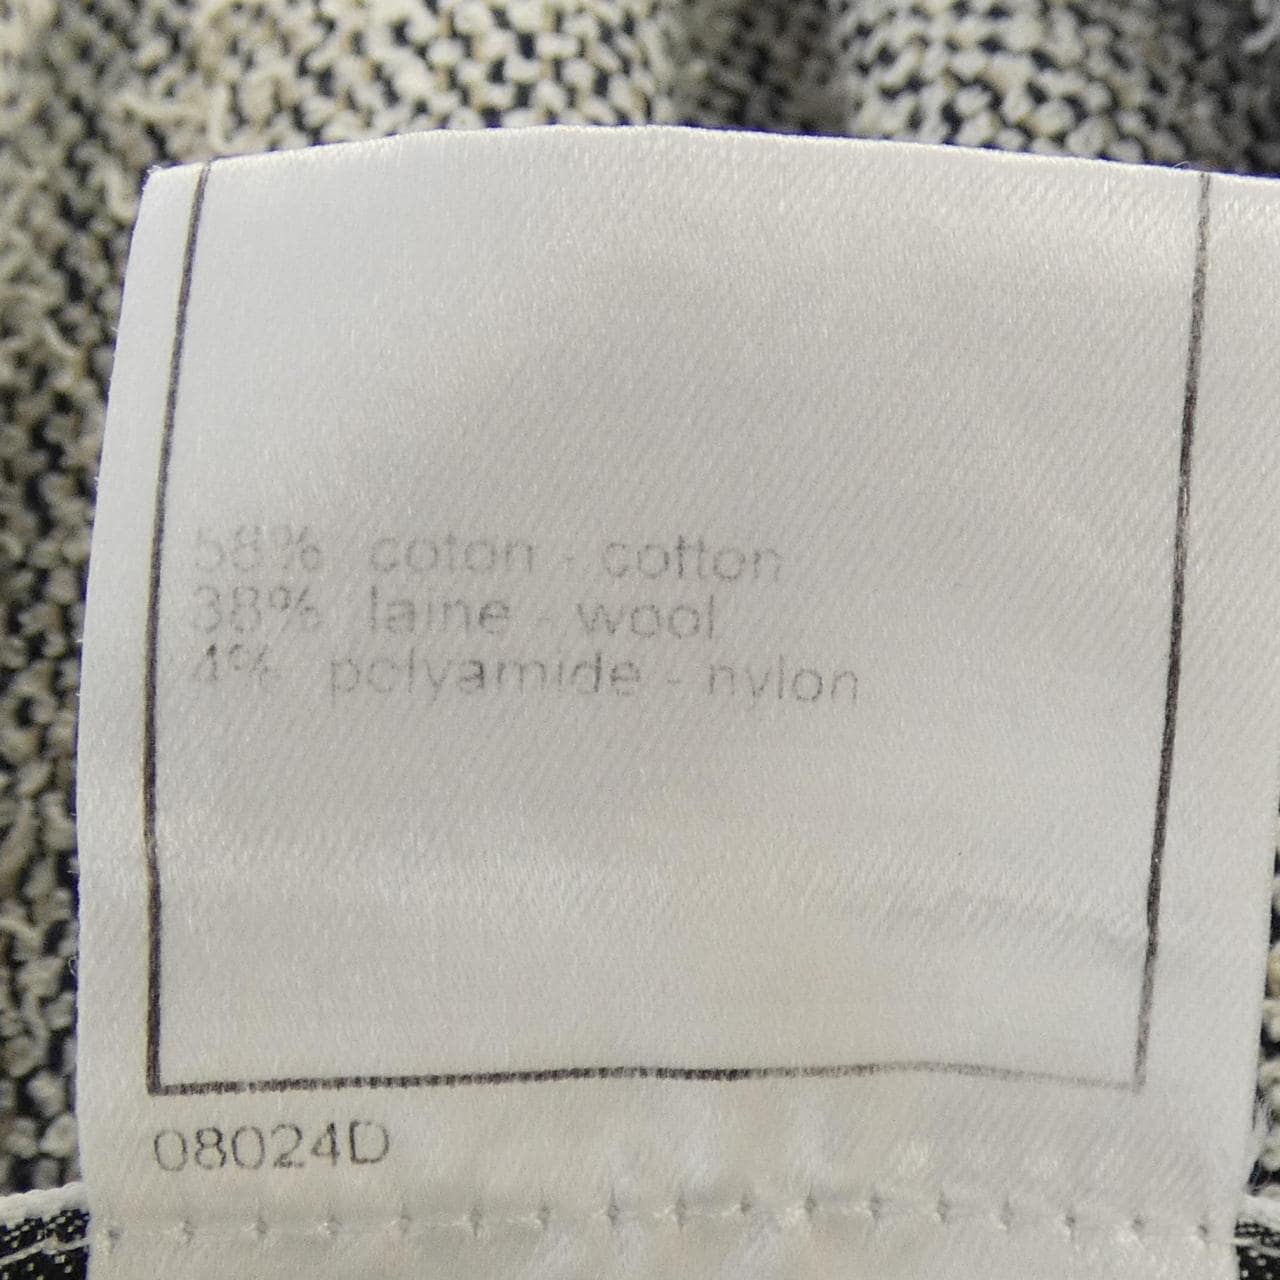 58% coton - cotton
38% laine - wool
4% polyamide - nylon
08024D